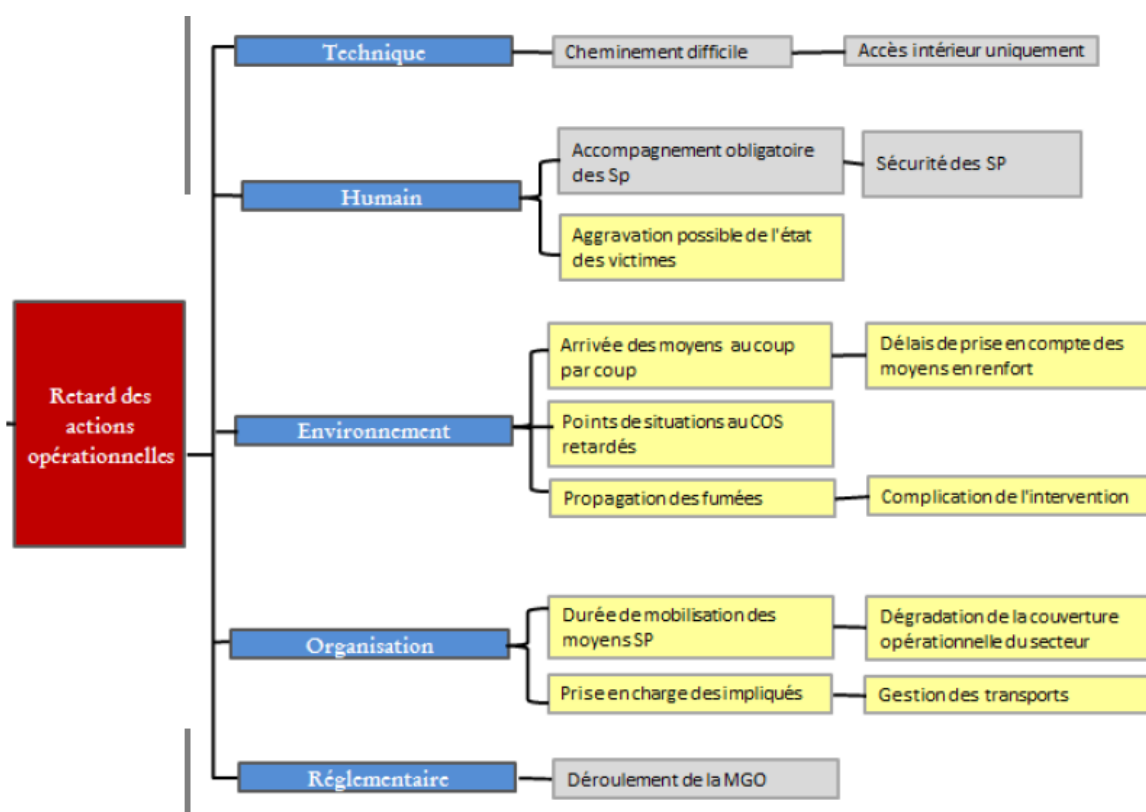 Technique
Cheminement difficile
Accès intérieur uniquement
Accompagnement obligatoire
des Sp
Sécurité des SP
Humain
Aggravation possible de l'état
des victimes
Retard des
actions
opérationnelles
Arrivée des moyens au coup
par coup
Délais de prise en compte des
moyens en renfort
Environnement
Points de situations au COS
retardés
Propagation des fumées
Complication de l'intervention
Durée de mobilisation des
moyens SP
Dégradation de la couverture
opérationnelle du secteur
Organisation
Prise en charge des impliqués
Gestion des transports
Réglementaire
Déroulement de la MGO